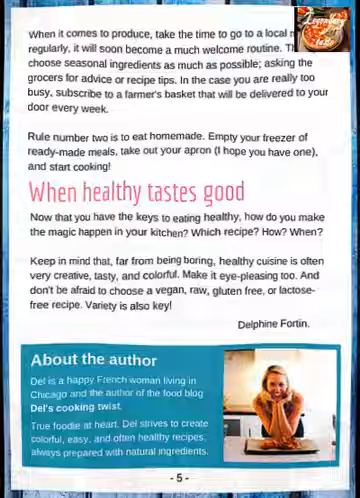 Legendary
taste
When it comes to produce, take the time to go to a local
regularly, it will soon become a much welcome routine.
choose seasonal ingredients as much as possible; asking the
grocers for advice or recipe tips. In the case you are really too
busy, subscribe to a farmer's basket that will be delivered to your
door every week.
Rule number two is to eat homemade. Empty your freezer of
ready-made meals, take out your apron (I hope you have one),
and start cooking!
When healthy tastes good
Now that you have the keys to eating healthy, how do you make
the magic happen in your kitchen? Which recipe? How? When?
Keep in mind that, far from being boring, healthy cuisine is often
very creative, tasty, and colorful. Make it eye-pleasing too. And
don't be afraid to choose a vegan, raw, gluten free, or lactose-
free recipe. Variety is also key!
Delphine Fortin.
About the author
Del is a happy French woman living in
Chicago and the author of the food blog
Del's cooking twist.
True foodie at heart, Del strives to create
colorful, easy, and often healthy recipes,
always prepared with natural ingredients.
- 5 -